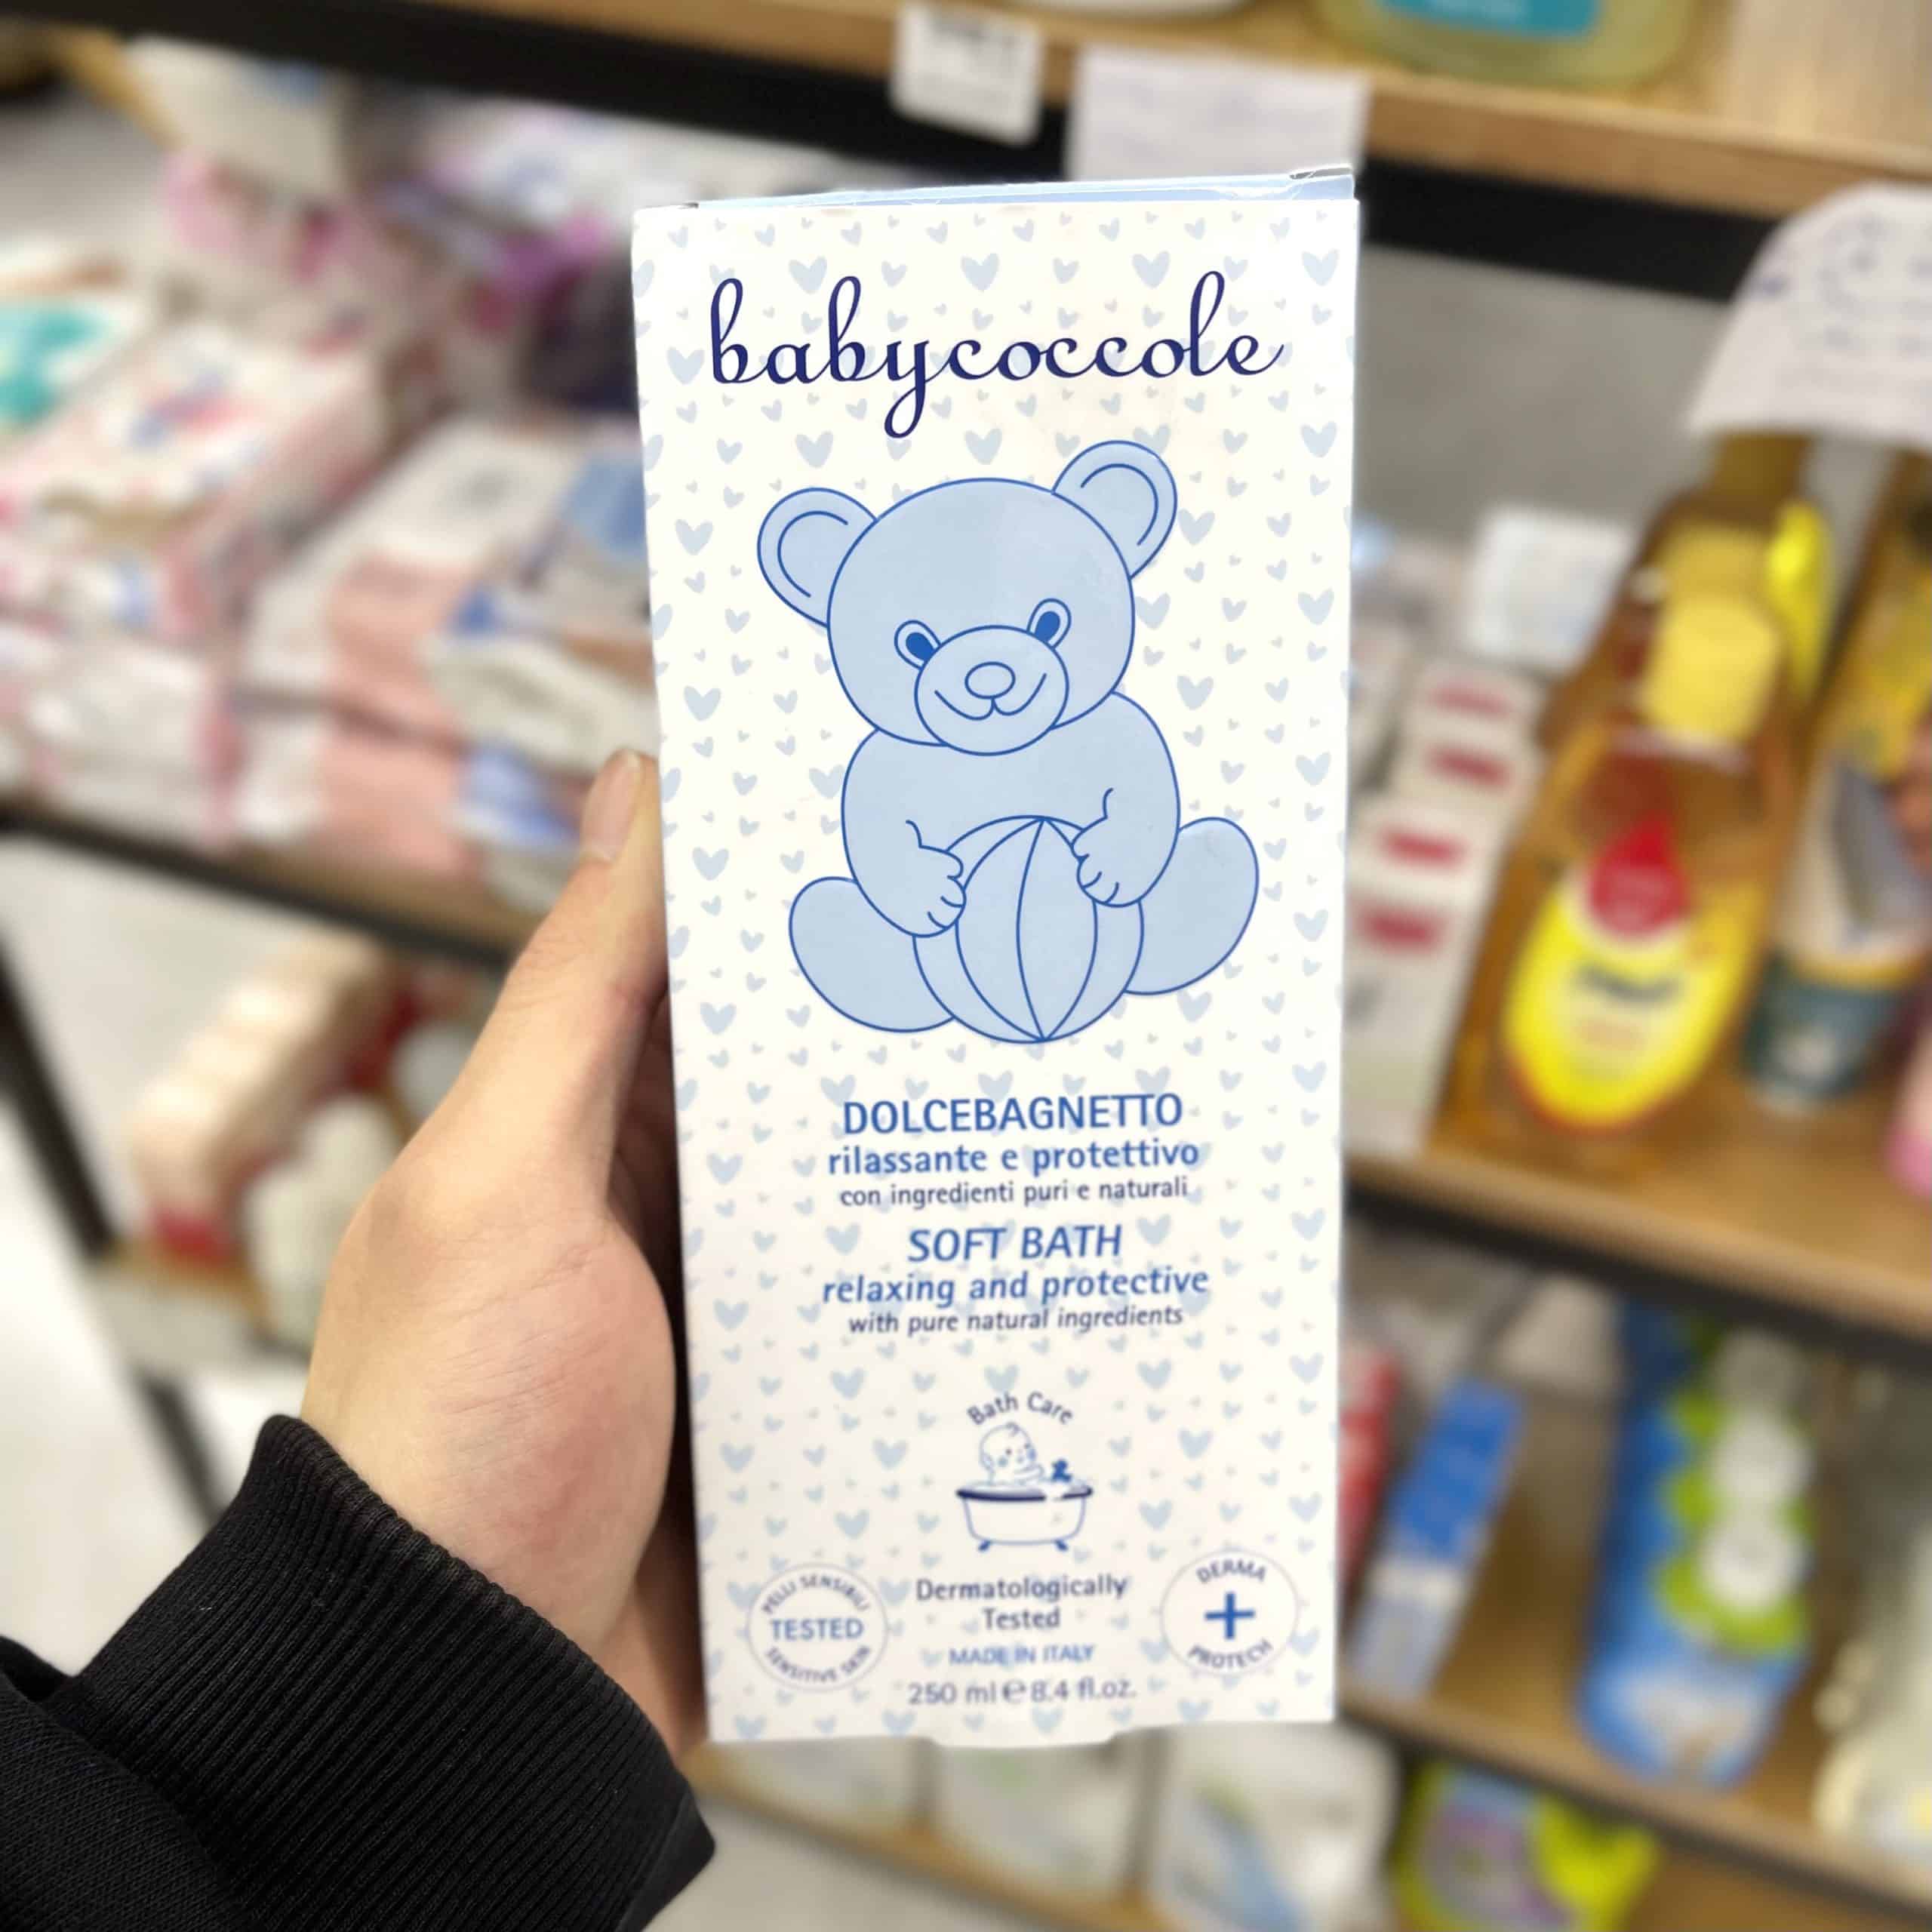 babycoccole
DOLCEBAGNETTO
rilassante e protettivo
con ingredienti puri e naturali
SOFT BATH
relaxing and protective
with pure natural ingredients
Bath Care
PELLI SENSIBILI
TESTED
SENSITIVE SKIN
Dermatologically
Tested
MADE IN ITALY
250 ml ℮ 8.4 fl.oz.
DERMA
+
PROTECH